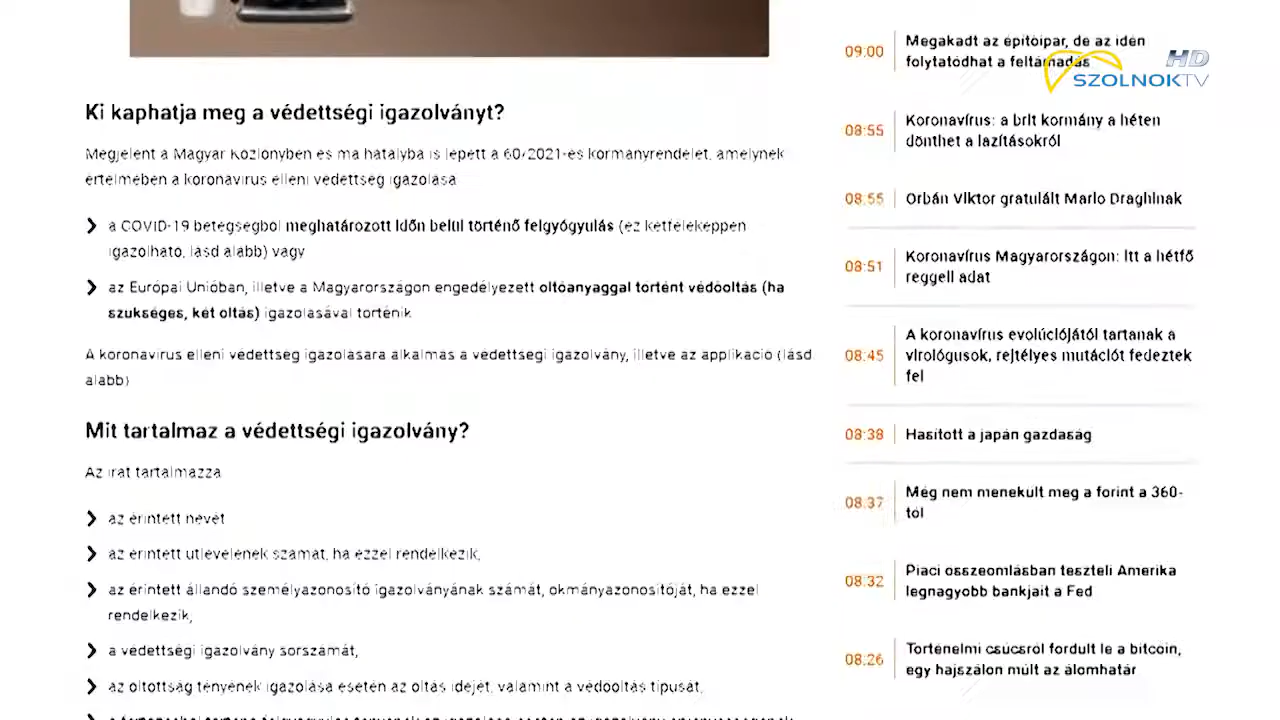 Ki kaphatja meg a védettségi igazolványt?
Megjelent a Magyar Közlönyben és ma hatályba is lépett a 60/2021-es kormányrendelet, amelynek
értelmében a koronavírus elleni védettség igazolása
a COVID-19 betegségből meghatározott időn belül történő felgyógyulás (ez kétféleképpen
igazolható, lásd alább) vagy
az Európai Unióban, illetve a Magyarországon engedélyezett oltóanyaggal történt védőoltás (ha
szükséges, két oltás) igazolásával történik
A koronavírus elleni védettség igazolására alkalmas a védettségi igazolvány, illetve az applikáció (lásd
alább)
Mit tartalmaz a védettségi igazolvány?
Az irat tartalmazza
az érintett nevét
az érintett útlevelének számát, ha ezzel rendelkezik,
az érintett állandó személyazonosító igazolványának számát, okmányazonosítóját, ha ezzel
rendelkezik,
a védettségi igazolvány sorszámát,
az oltottság tényének igazolása esetén az oltás idejét, valamint a védőoltás típusát,
09:00 Megakadt az építőipar, de az idén
folytatódhat a feltámadás
HD
SZOLNOKTV
08:55 Koronavírus: a brit kormány a héten
dönthet a lazításokról
08:55 Orbán Viktor gratulált Mario Draghinak
08:51 Koronavírus Magyarországon: Itt a hétfő
reggeli adat
08:45 A koronavírus evolúciójától tartanak a
virológusok, rejtélyes mutációt fedeztek
fel
08:38 Hasított a japán gazdaság
08:37 Még nem menekült meg a forint a 360-
tól
08:32 Piaci összeomlásban teszteli Amerika
legnagyobb bankjait a Fed
08:26 Történelmi csúcsról fordult le a bitcoin,
egy hajszálon múlt az álomhatár